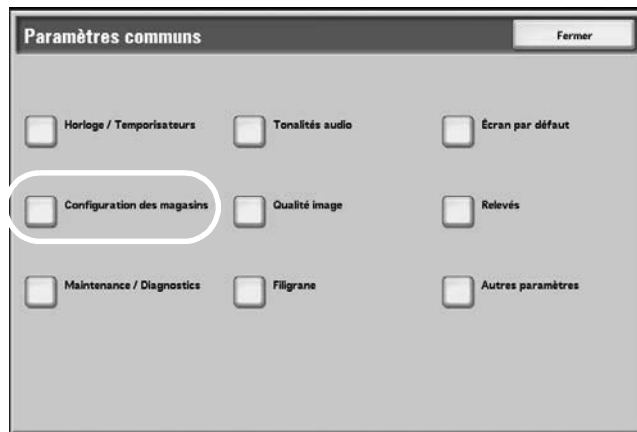 Paramètres communs
Fermer
Horloge / Temporisateurs
Tonalités audio
Écran par défaut
Configuration des magasins
Qualité image
Relevés
Maintenance / Diagnostics
Filigrane
Autres paramètres